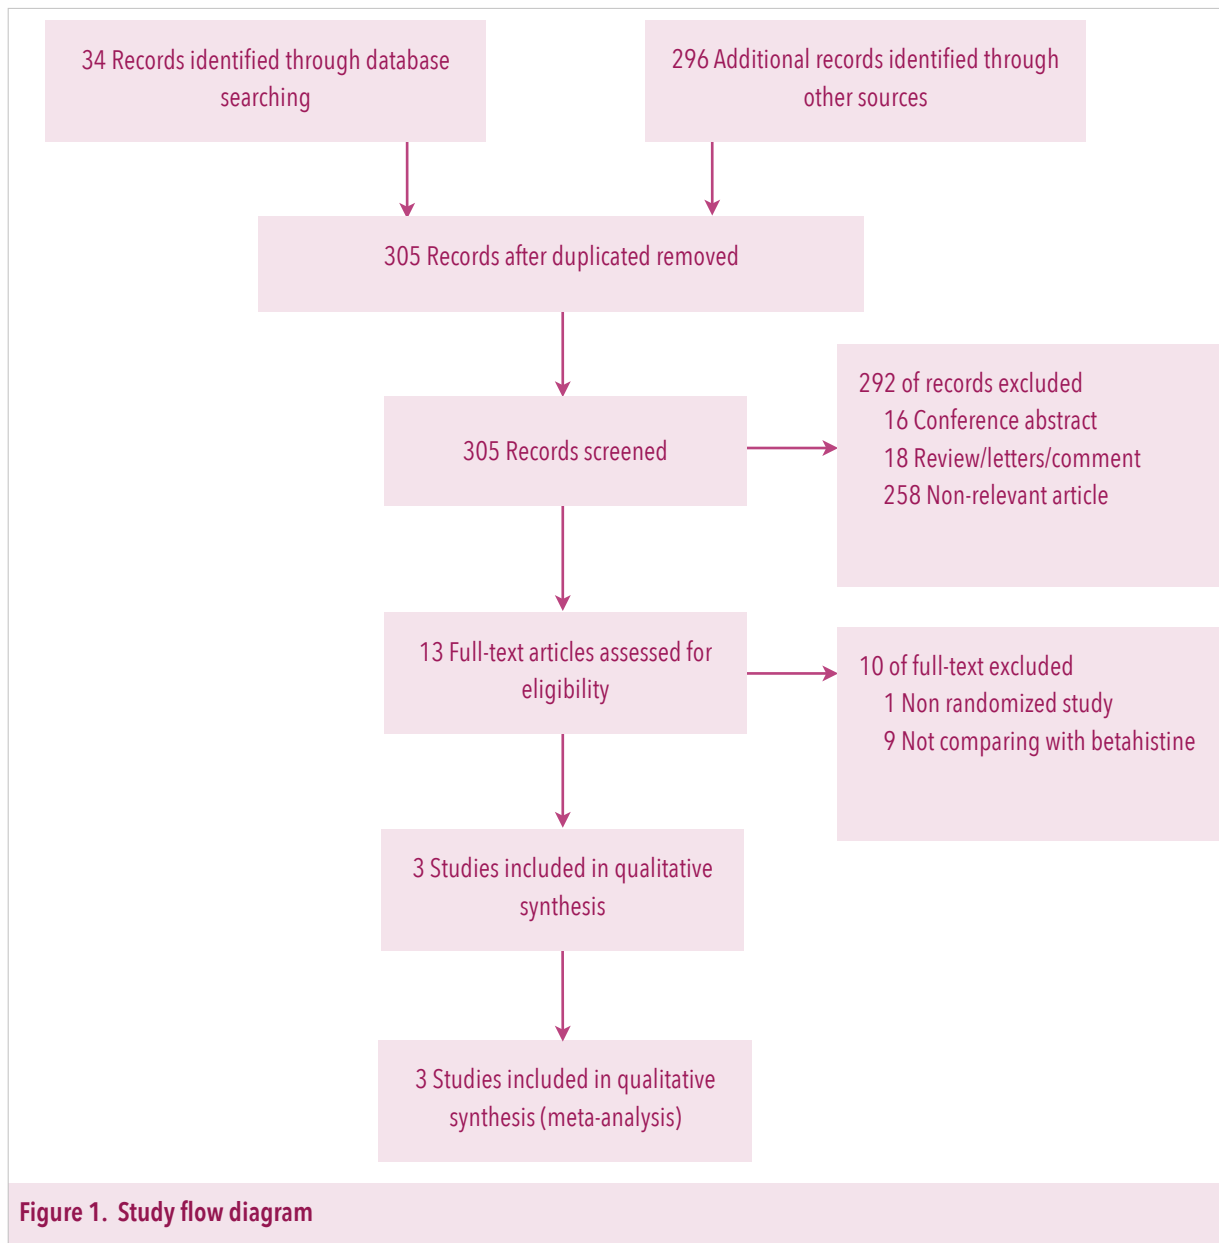 34 Records identified through database
searching
296 Additional records identified through
other sources
305 Records after duplicated removed
305 Records screened
292 of records excluded
16 Conference abstract
18 Review/letters/comment
258 Non-relevant article
13 Full-text articles assessed for
eligibility
10 of full-text excluded
1 Non randomized study
9 Not comparing with betahistine
3 Studies included in qualitative
synthesis
3 Studies included in qualitative
synthesis (meta-analysis)
Figure 1. Study flow diagram